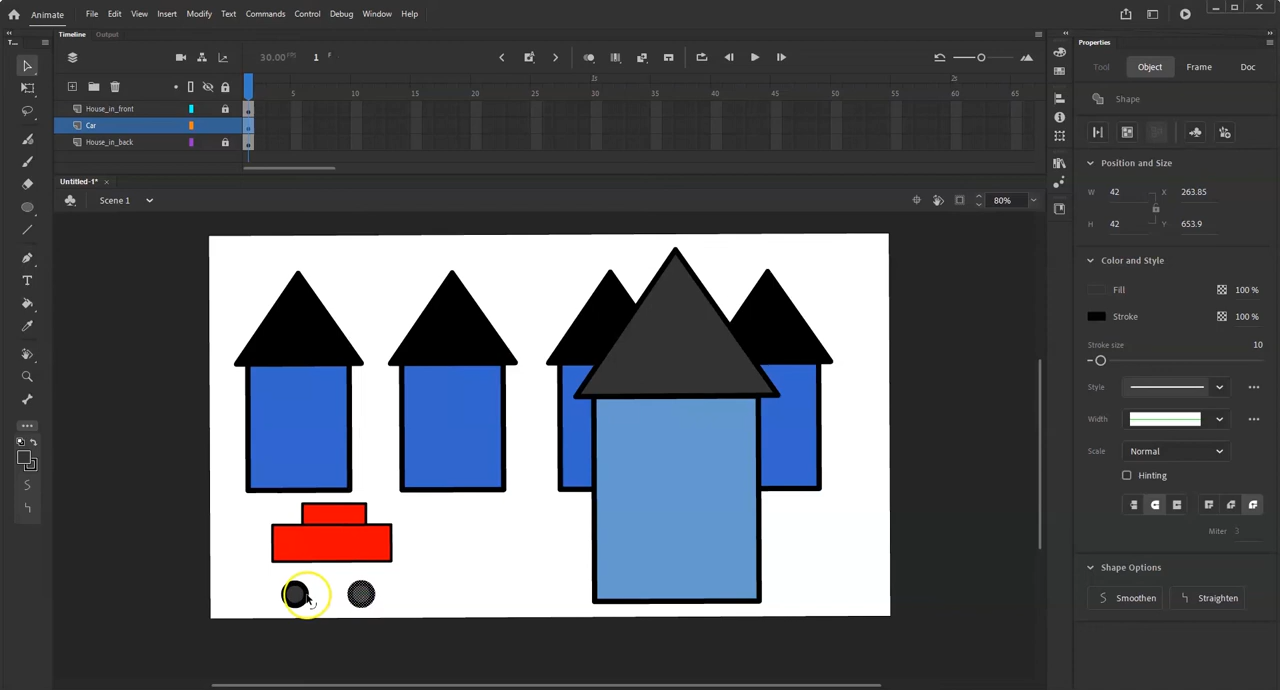 Animate File Edit View Insert Modify Text Commands Control Debug Window Help
Timeline Output
30.00 FPS 1 F
1s 2s
5 10 15 20 25 30 35 40 45 50 55 60 65
House_in_front
Car
House_in_back
Untitled-1*
Scene 1 80%
Properties
Tool Object Frame Doc
Shape
Position and Size
W 42 X 263.85
H 42 Y 653.9
Color and Style
Fill 100 %
Stroke 100 %
Stroke size 10
Style
Width
Scale Normal
Hinting
Miter 3
Shape Options
Smoothen Straighten